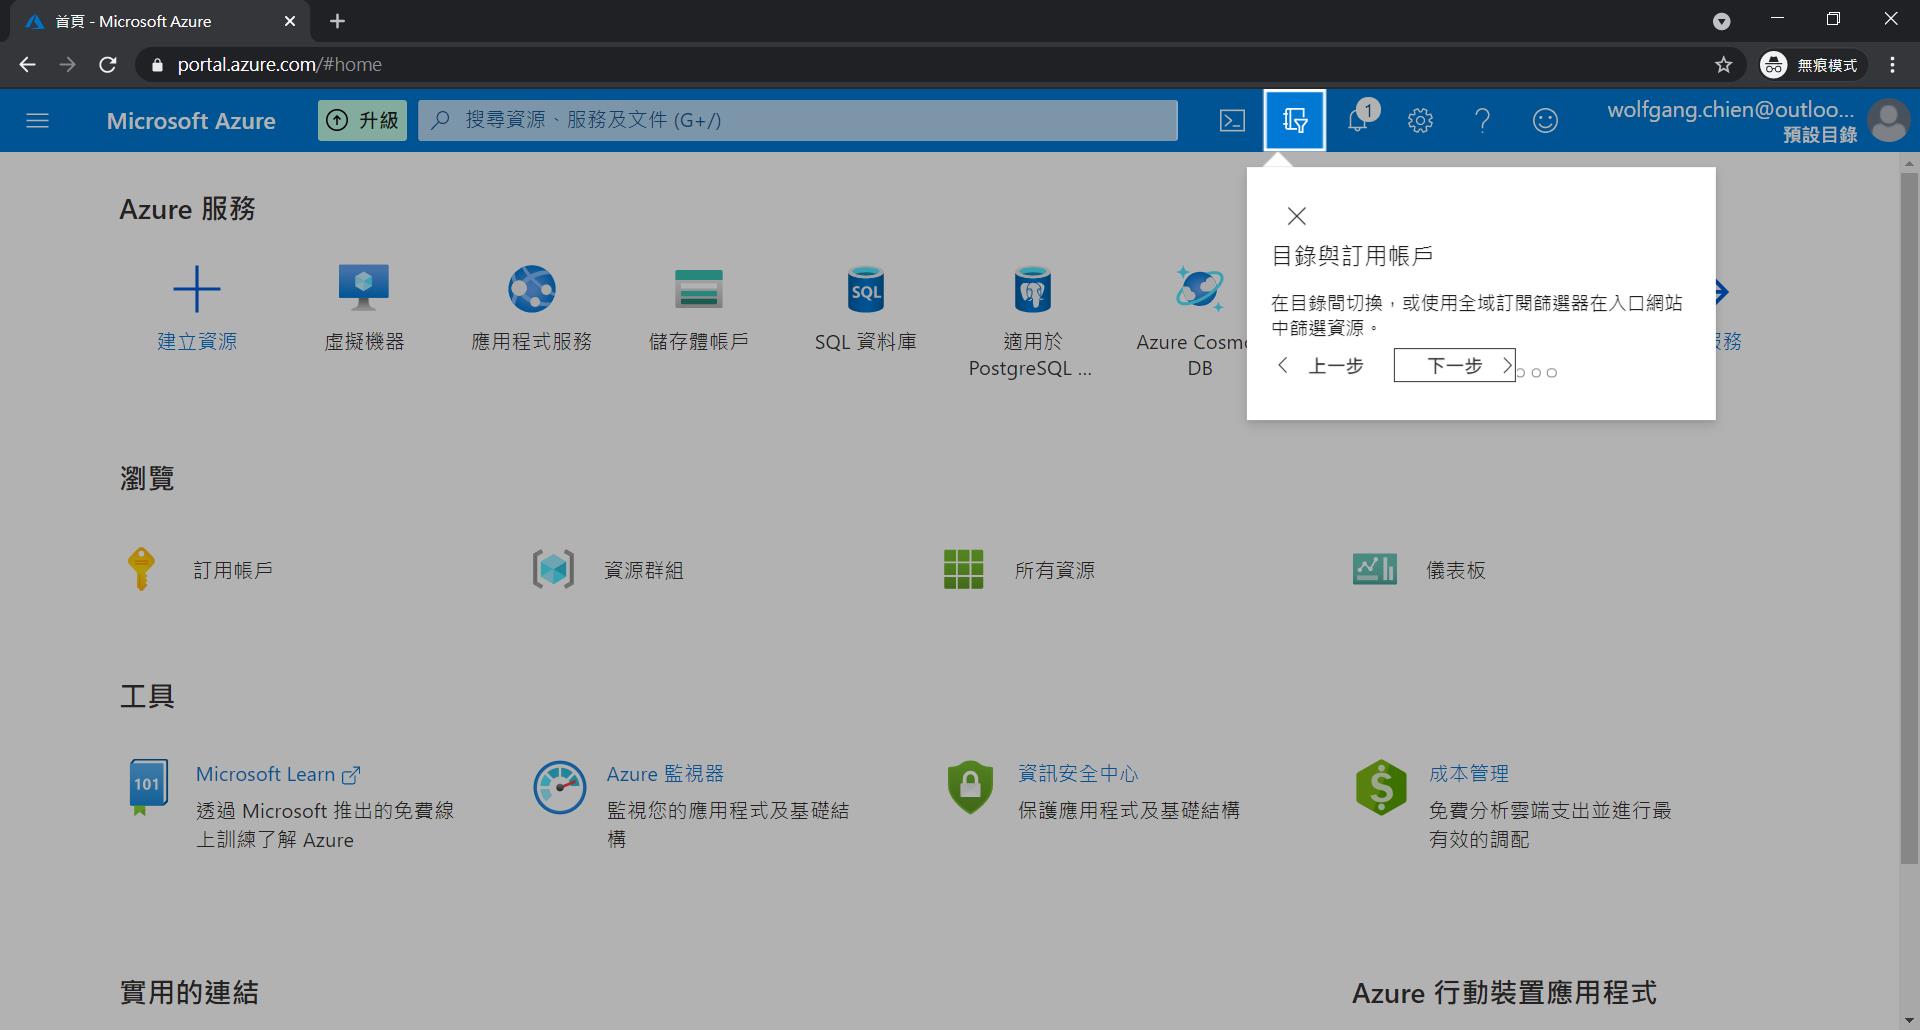 首頁 - Microsoft Azure
portal.azure.com/#home
無痕模式
Microsoft Azure
升級
搜尋資源、服務及文件 (G+/)
1
wolfgang.chien@outloo...
預設目錄
Azure 服務
建立資源
虛擬機器
應用程式服務
儲存體帳戶
SQL
SQL 資料庫
適用於
PostgreSQL ...
Azure Cosmo
DB
服務
目錄與訂用帳戶
在目錄間切換，或使用全域訂閱篩選器在入口網站
中篩選資源。
上一步
下一步
瀏覽
訂用帳戶
資源群組
所有資源
儀表板
工具
101
Microsoft Learn
透過 Microsoft 推出的免費線
上訓練了解 Azure
Azure 監視器
監視您的應用程式及基礎結
構
資訊安全中心
保護應用程式及基礎結構
成本管理
免費分析雲端支出並進行最
有效的調配
實用的連結
Azure 行動裝置應用程式